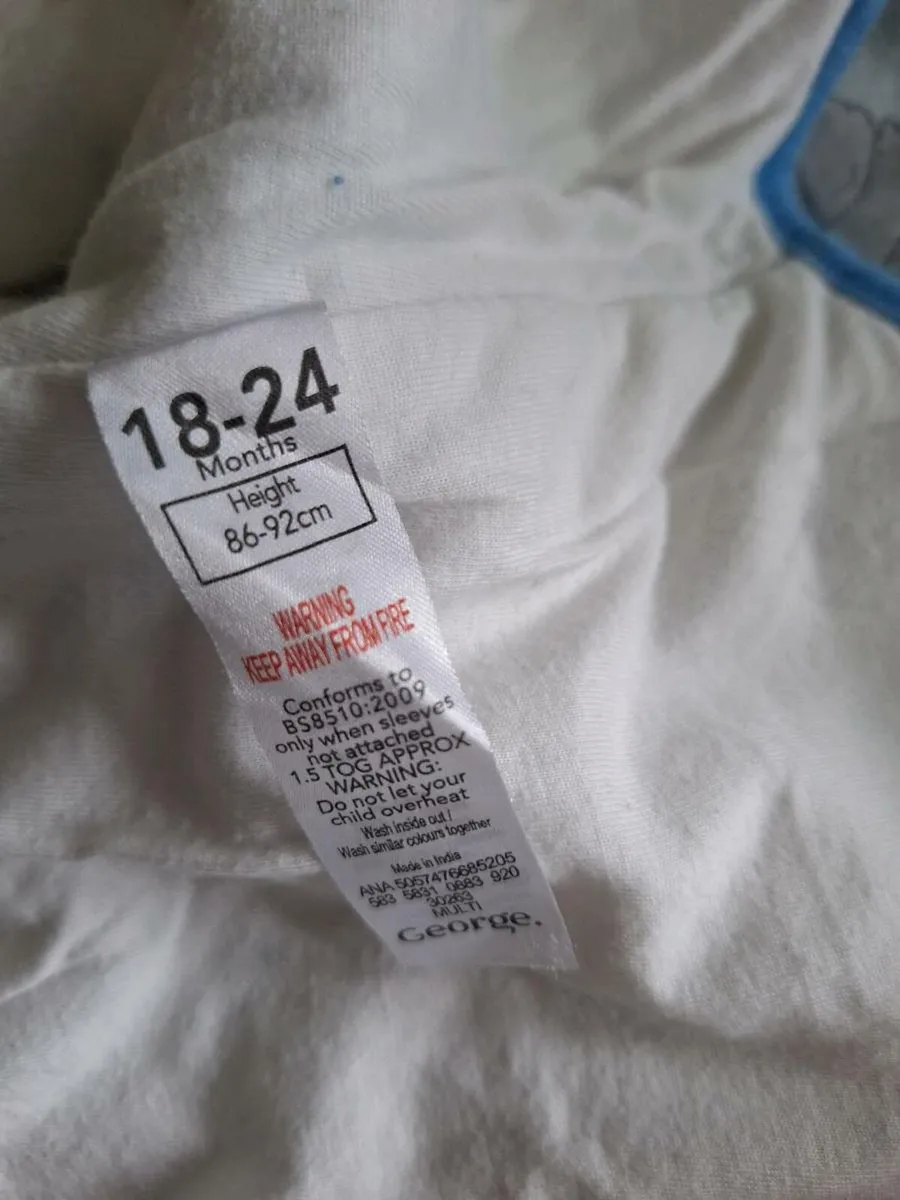 18-24
Months
Height
86-92cm
WARNING
KEEP AWAY FROM FIRE
Conforms to
BS8510:2009
only when sleeves
not attached
1.5 TOG APPROX
WARNING:
Do not let your
child overheat
Wash inside out /
Wash similar colours together
Made in India
ANA 5057476685205
583 5831 0683 920
30263
MULTI
George.